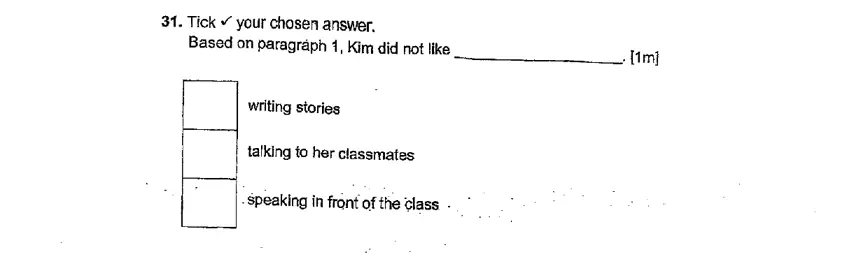 31. Tick ✓ your chosen answer.
Based on paragraph 1, Kim did not like ____________________. [1m]
writing stories
talking to her classmates
speaking in front of the class